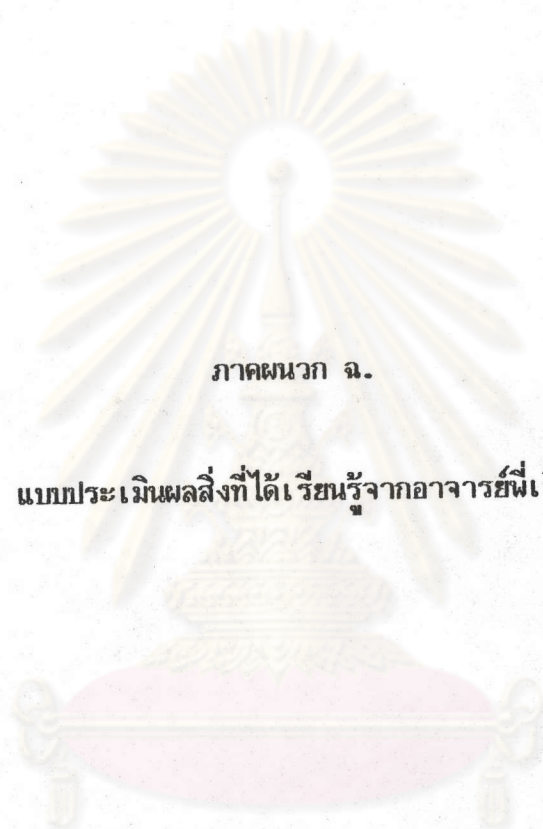 ภาคผนวก ฉ.
แบบประเมินผลสิ่งที่ได้เรียนรู้จากอาจารย์พี่เ